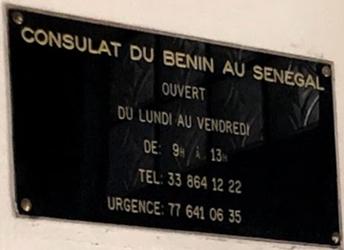 CONSULAT DU BENIN AU SENEGAL
OUVERT
DU LUNDI AU VENDREDI
DE: 9H À 13H
TEL: 33 864 12 22
URGENCE: 77 641 06 35